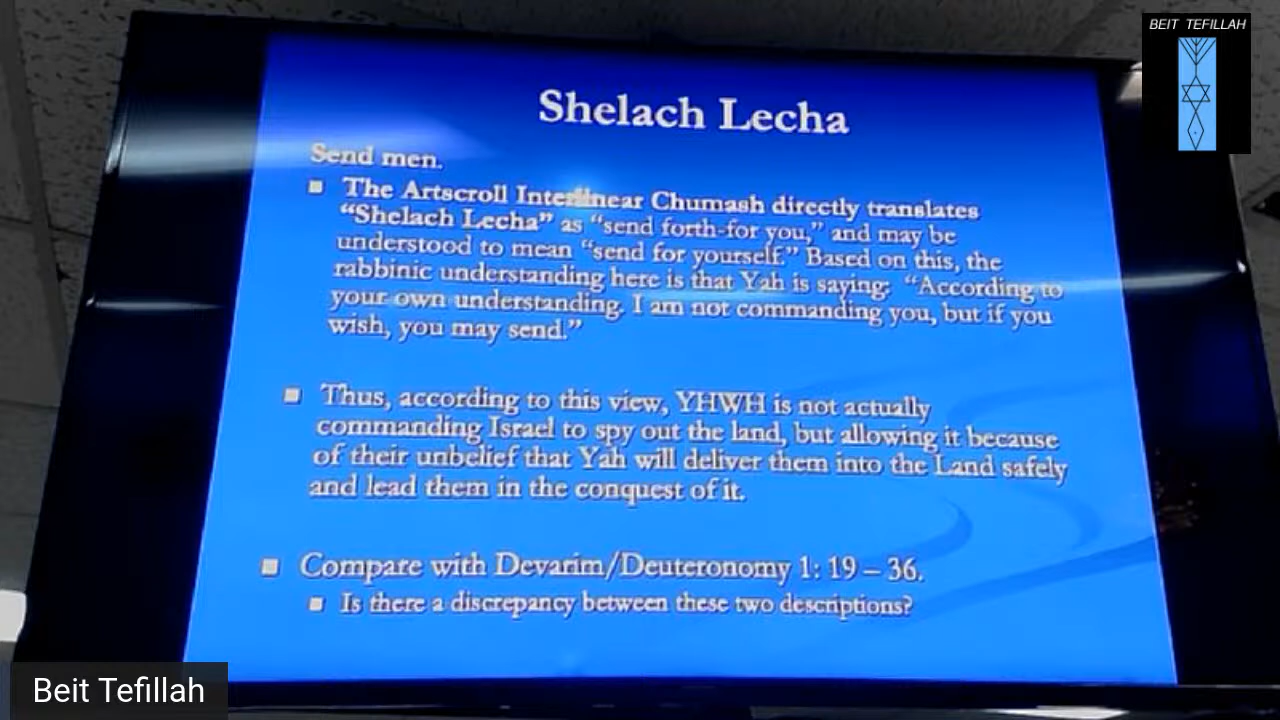 BEIT TEFILLAH
Shelach Lecha
Send men.
▪ The Artscroll Interlinear Chumash directly translates
“Shelach Lecha” as “send forth-for you,” and may be
understood to mean “send for yourself.” Based on this, the
rabbinic understanding here is that Yah is saying: “According to
your own understanding. I am not commanding you, but if you
wish, you may send.”
▪ Thus, according to this view, YHWH is not actually
commanding Israel to spy out the land, but allowing it because
of their unbelief that Yah will deliver them into the Land safely
and lead them in the conquest of it.
▪ Compare with Devarim/Deuteronomy 1: 19 – 36.
▪ Is there a discrepancy between these two descriptions?
Beit Tefillah